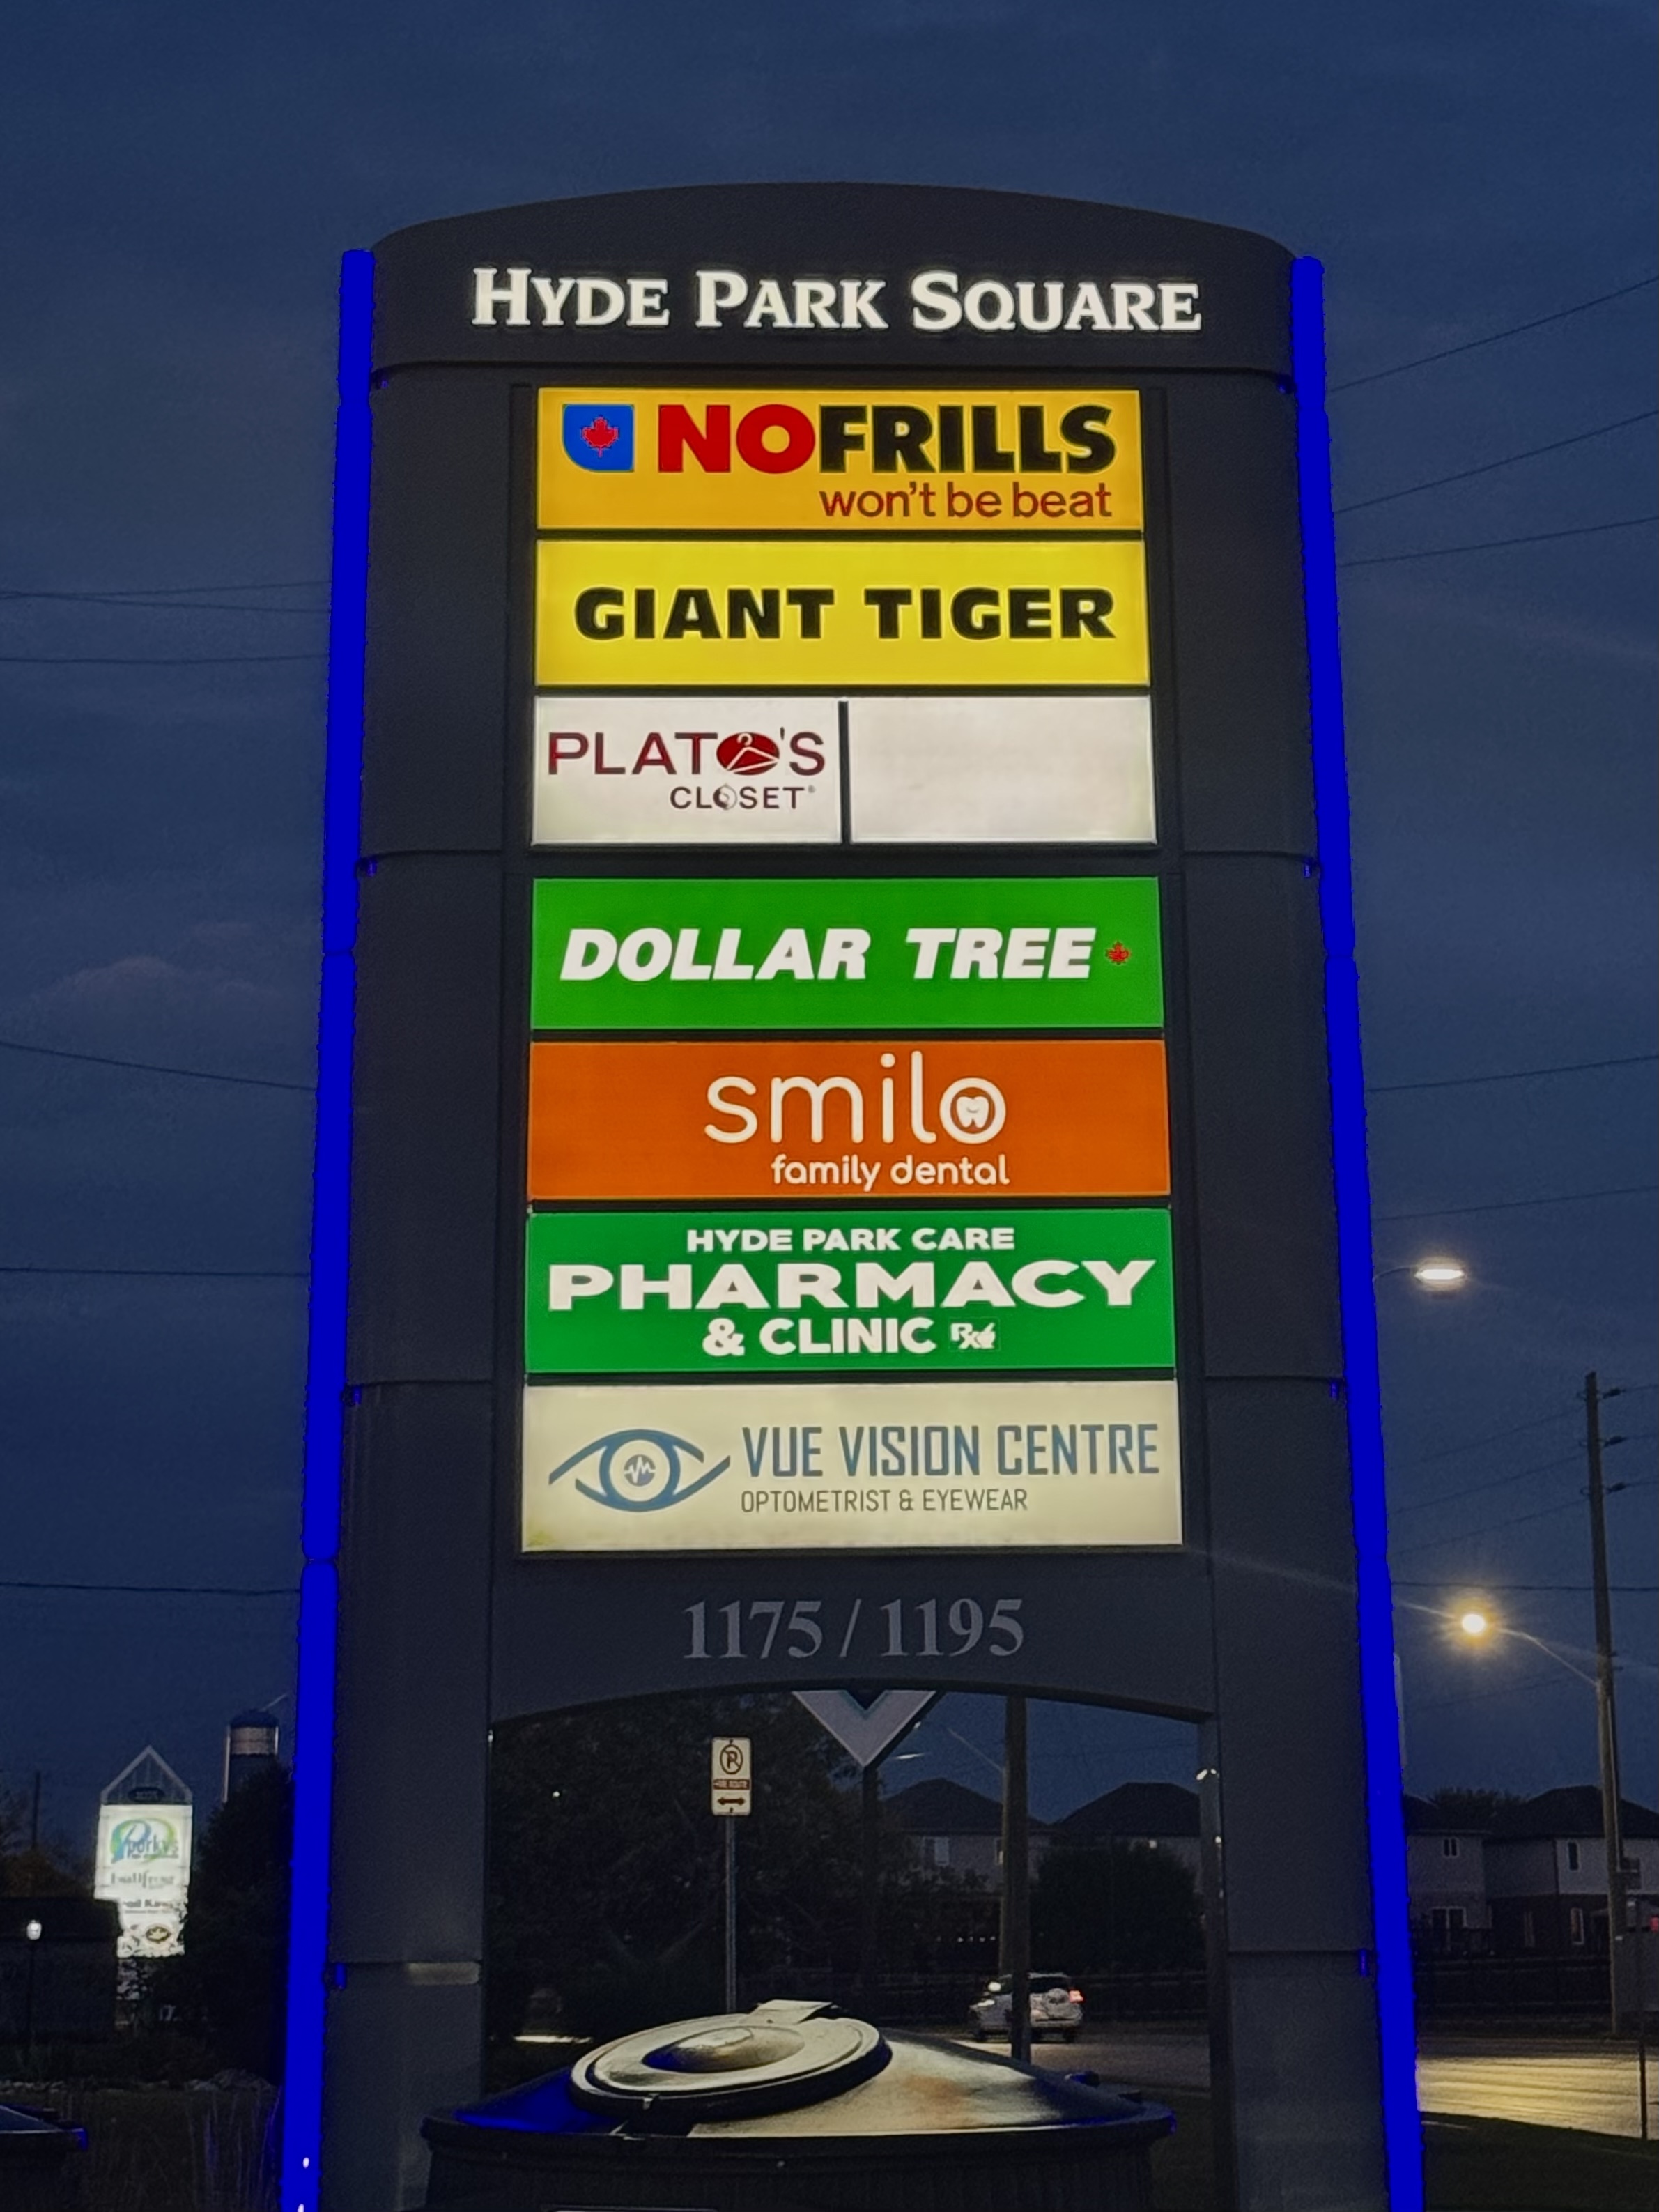 HYDE PARK SQUARE
NOFRILLS
won't be beat
GIANT TIGER
PLATO'S
CLOSET®
DOLLAR TREE
smilo
family dental
HYDE PARK CARE
PHARMACY
& CLINIC Rx
VUE VISION CENTRE
OPTOMETRIST & EYEWEAR
1175 / 1195